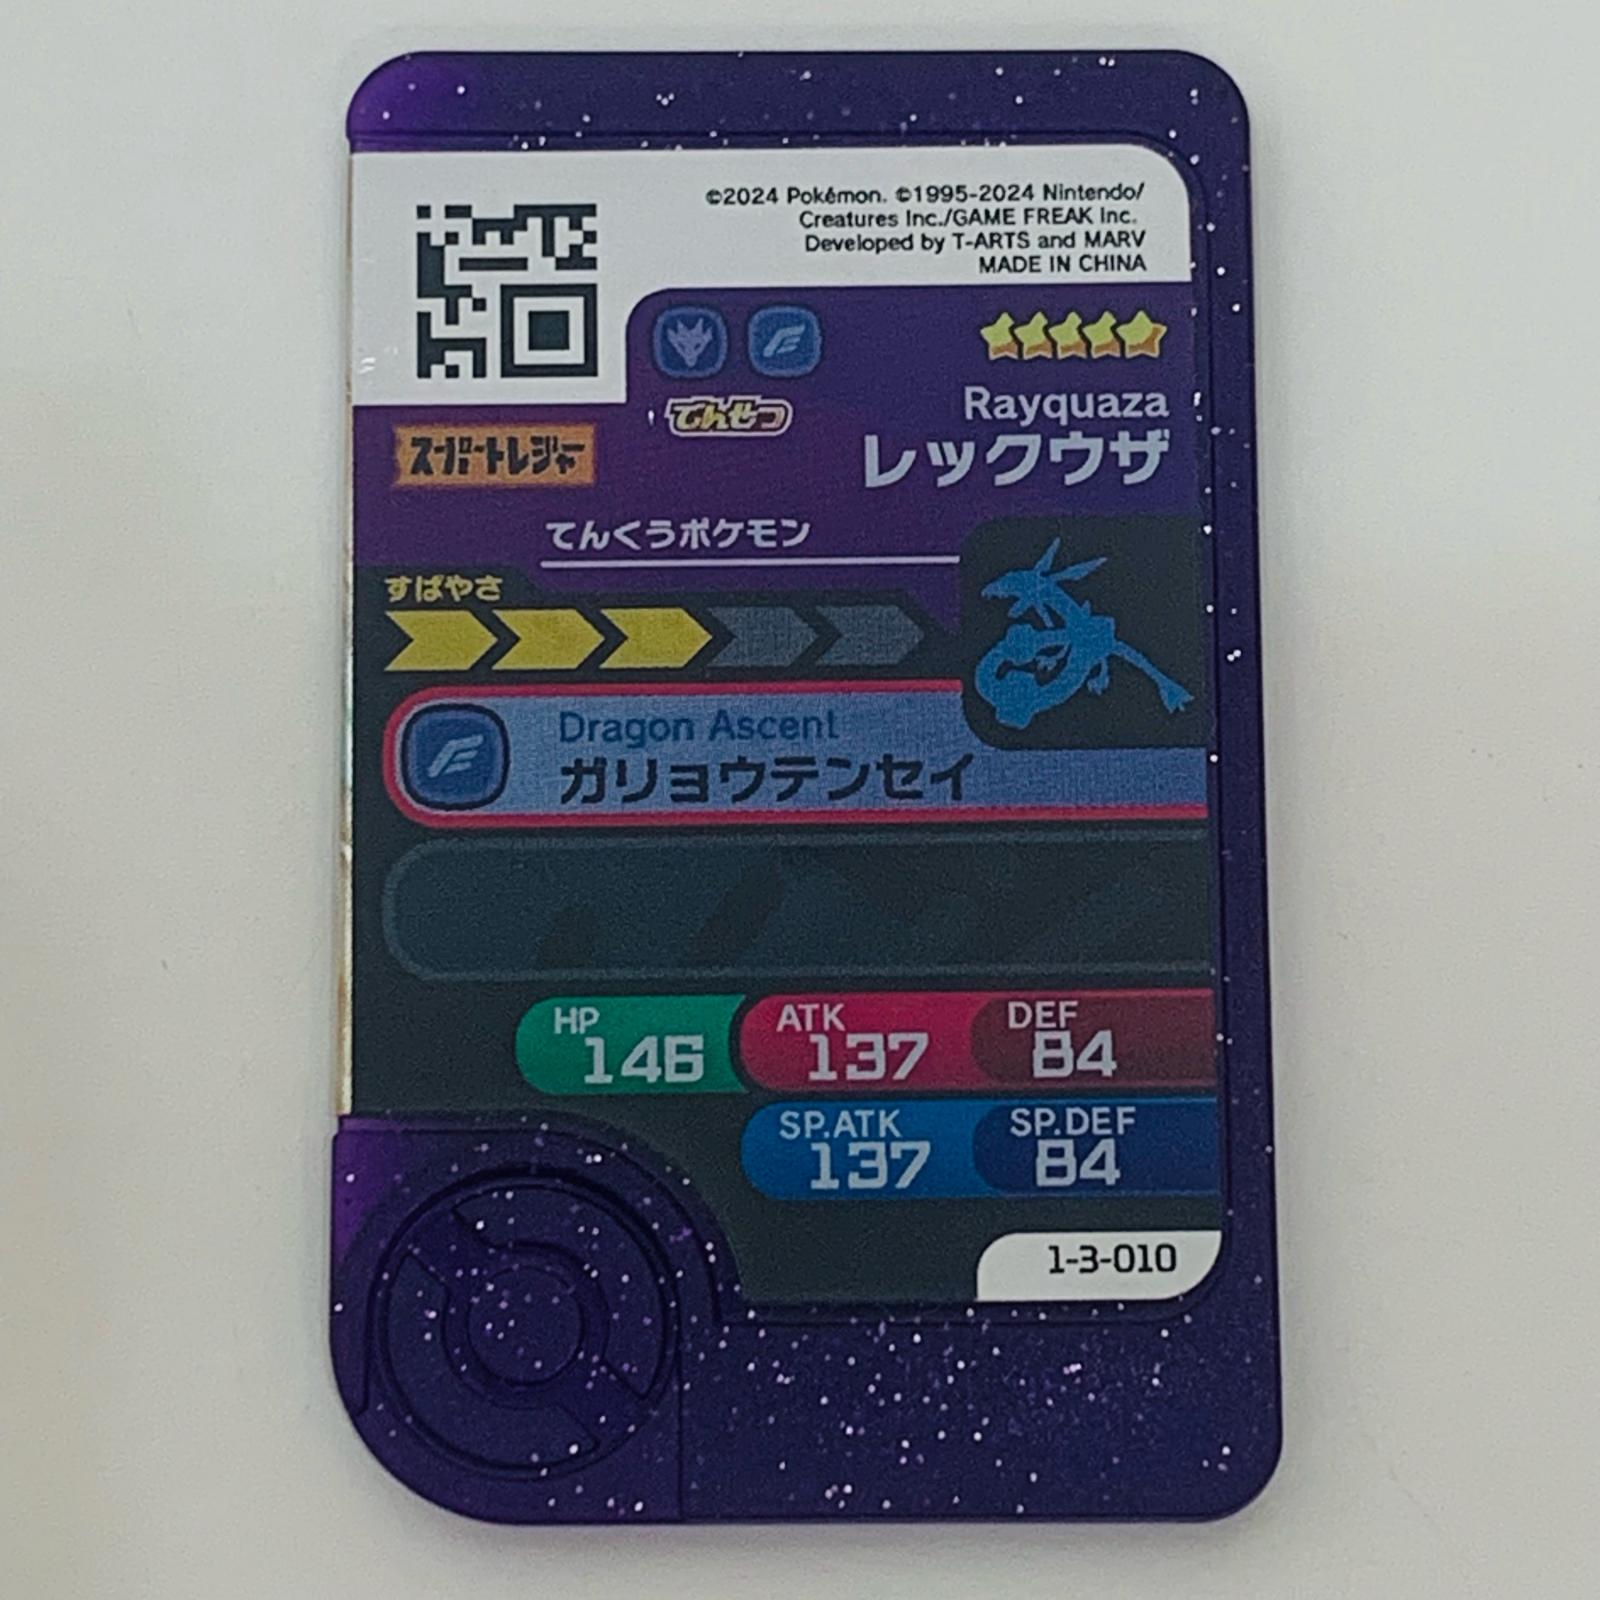 ©2024 Pokémon. ©1995-2024 Nintendo/
Creatures Inc./GAME FREAK inc.
Developed by T-ARTS and MARV
MADE IN CHINA
てんせつ
Rayquaza
レックウザ
スーパートレジャー
てんくうポケモン
すばやさ
Dragon Ascent
ガリョウテンセイ
HP
146
ATK
137
DEF
84
SP.ATK
137
SP.DEF
84
1-3-010